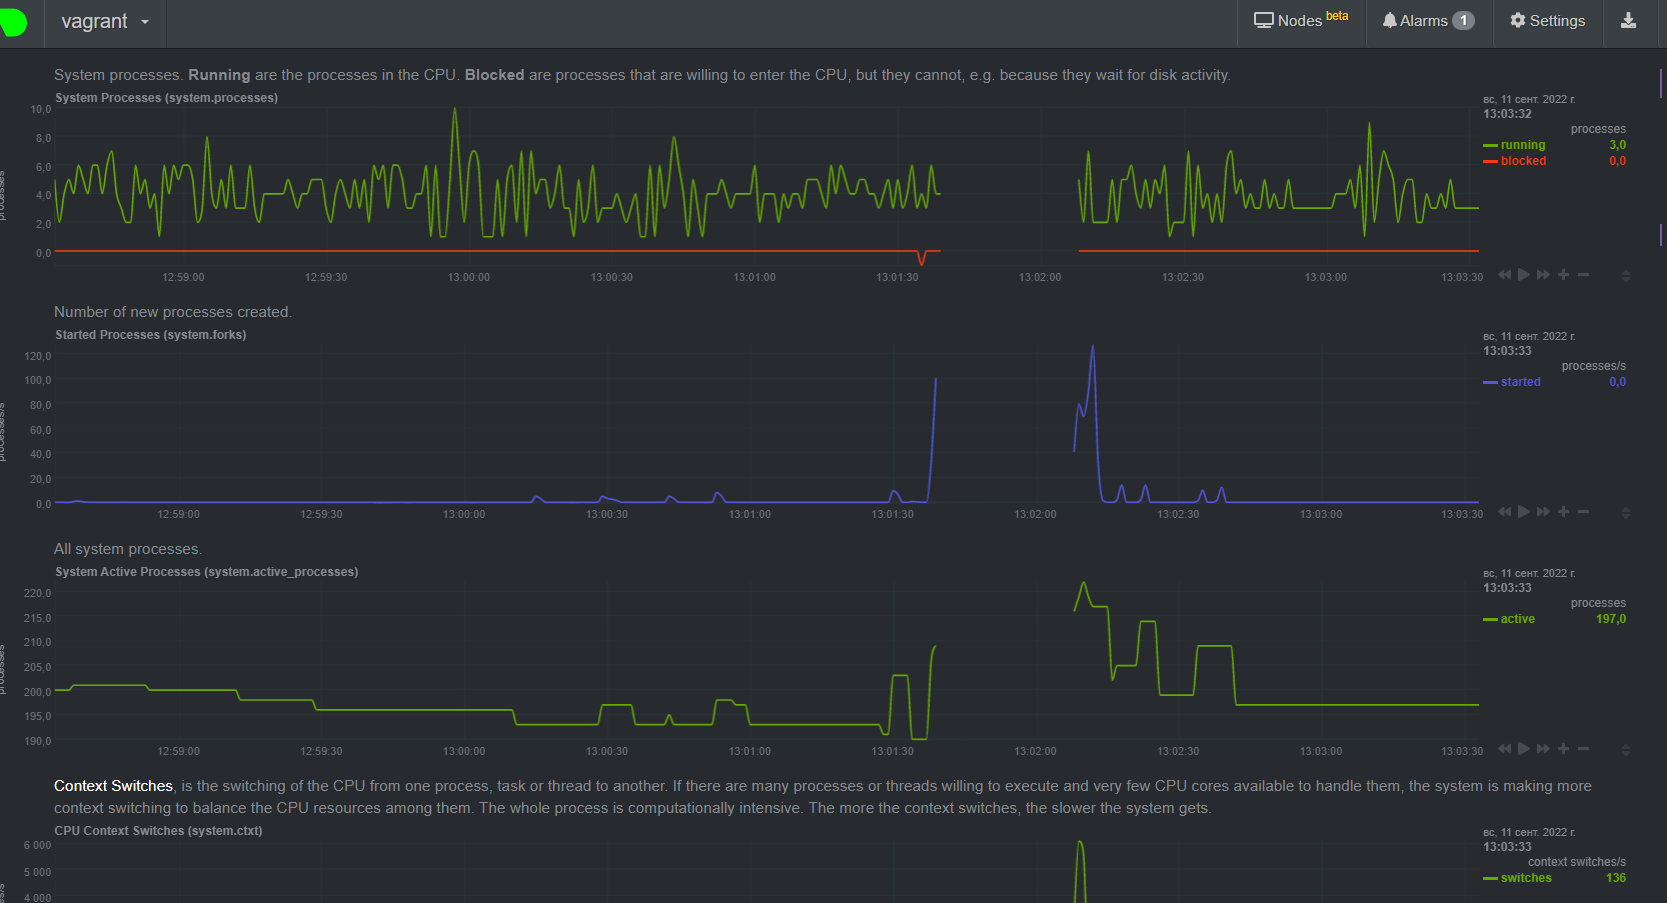 vagrant
Nodes beta
Alarms 1
Settings
System processes. Running are the processes in the CPU. Blocked are processes that are willing to enter the CPU, but they cannot, e.g. because they wait for disk activity.
System Processes (system.processes)
вс, 11 сент. 2022 г.
13:03:32
processes
running 3,0
blocked 0,0
10,0
8,0
6,0
4,0
2,0
0,0
processes
12:59:00 12:59:30 13:00:00 13:00:30 13:01:00 13:01:30 13:02:00 13:02:30 13:03:00 13:03:30
Number of new processes created.
Started Processes (system.forks)
вс, 11 сент. 2022 г.
13:03:33
processes/s
started 0,0
120,0
100,0
80,0
60,0
40,0
20,0
0,0
processes/s
12:59:00 12:59:30 13:00:00 13:00:30 13:01:00 13:01:30 13:02:00 13:02:30 13:03:00 13:03:30
All system processes.
System Active Processes (system.active_processes)
вс, 11 сент. 2022 г.
13:03:33
processes
active 197,0
220,0
215,0
210,0
205,0
200,0
195,0
190,0
processes
12:59:00 12:59:30 13:00:00 13:00:30 13:01:00 13:01:30 13:02:00 13:02:30 13:03:00 13:03:30
Context Switches, is the switching of the CPU from one process, task or thread to another. If there are many processes or threads willing to execute and very few CPU cores available to handle them, the system is making more
context switching to balance the CPU resources among them. The whole process is computationally intensive. The more the context switches, the slower the system gets.
CPU Context Switches (system.ctxt)
вс, 11 сент. 2022 г.
13:03:33
context switches/s
switches 136
6 000
5 000
4 000